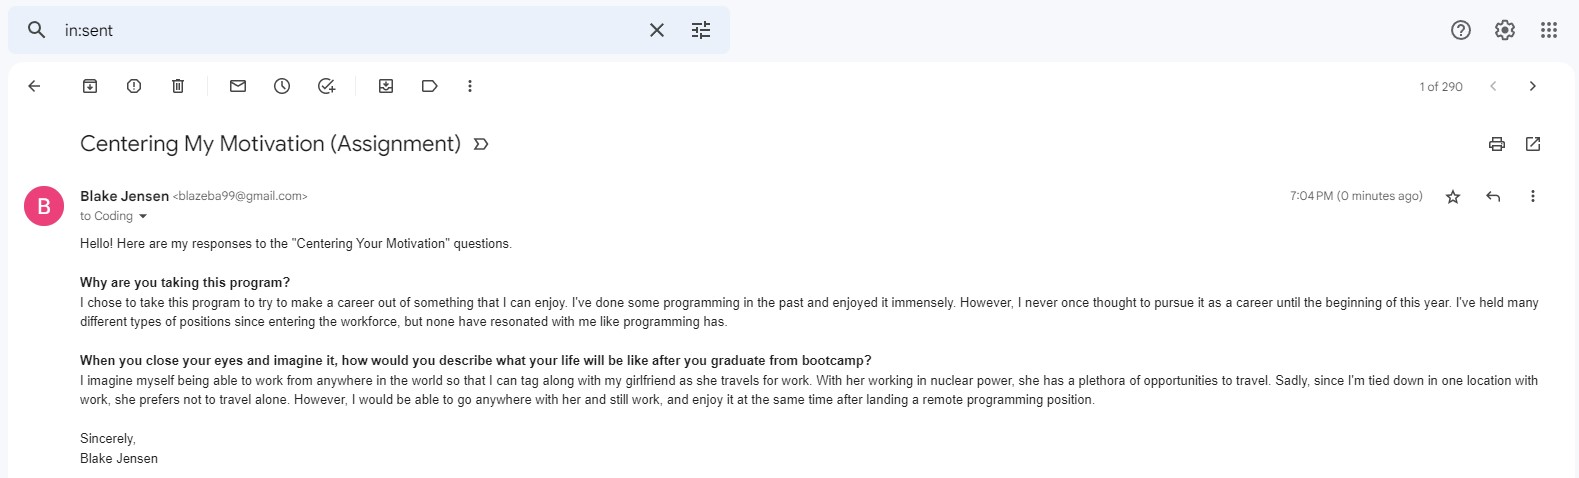 in:sent
1 of 290
Centering My Motivation (Assignment)
B
Blake Jensen <blazeba99@gmail.com>
7:04 PM (0 minutes ago)
to Coding
Hello! Here are my responses to the "Centering Your Motivation" questions.
Why are you taking this program?
I chose to take this program to try to make a career out of something that I can enjoy. I've done some programming in the past and enjoyed it immensely. However, I never once thought to pursue it as a career until the beginning of this year. I've held many
different types of positions since entering the workforce, but none have resonated with me like programming has.
When you close your eyes and imagine it, how would you describe what your life will be like after you graduate from bootcamp?
I imagine myself being able to work from anywhere in the world so that I can tag along with my girlfriend as she travels for work. With her working in nuclear power, she has a plethora of opportunities to travel. Sadly, since I'm tied down in one location with
work, she prefers not to travel alone. However, I would be able to go anywhere with her and still work, and enjoy it at the same time after landing a remote programming position.
Sincerely,
Blake Jensen